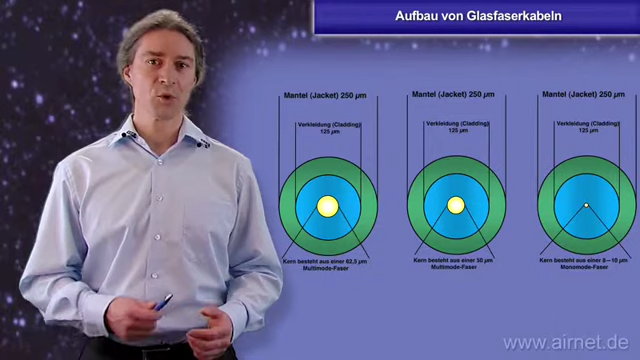 Aufbau von Glasfaserkabeln
Mantel (Jacket) 250 µm
Verkleidung (Cladding)
125 µm
Kern besteht aus einer 62,5 µm
Multimode-Faser
Mantel (Jacket) 250 µm
Verkleidung (Cladding)
125 µm
Kern besteht aus einer 50 µm
Multimode-Faser
Mantel (Jacket) 250 µm
Verkleidung (Cladding)
125 µm
Kern besteht aus einer 8–10 µm
Monomode-Faser
www.airnet.de